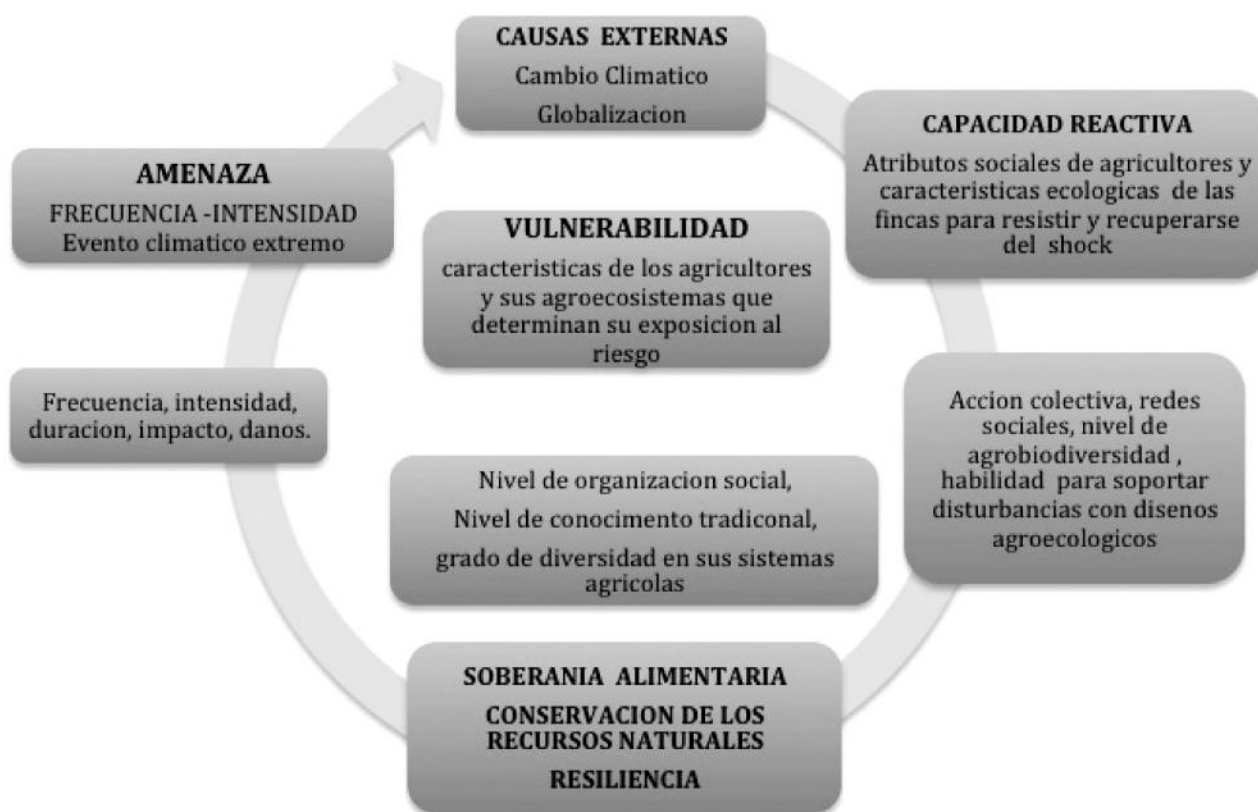 CAUSAS EXTERNAS
Cambio Climatico
Globalizacion
CAPACIDAD REACTIVA
Atributos sociales de agricultores y
caracteristicas ecologicas de las
fincas para resistir y recuperarse
del shock
AMENAZA
FRECUENCIA -INTENSIDAD
Evento climatico extremo
VULNERABILIDAD
caracteristicas de los agricultores
y sus agroecosistemas que
determinan su exposicion al
riesgo
Frecuencia, intensidad,
duracion, impacto, danos.
Accion colectiva, redes
sociales, nivel de
agrobiodiversidad ,
habilidad para soportar
disturbancias con disenos
agroecologicos
Nivel de organizacion social,
Nivel de conocimento tradiconal,
grado de diversidad en sus sistemas
agricolas
SOBERANIA ALIMENTARIA
CONSERVACION DE LOS
RECURSOS NATURALES
RESILIENCIA